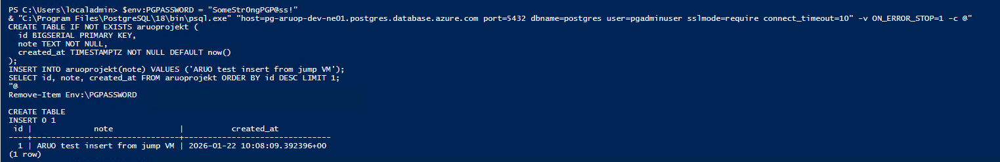 PS C:\Users\localadmin> $env:PGPASSWORD = "SomeStr0ngPGP@ss!"
& "C:\Program Files\PostgreSQL\18\bin\psql.exe" "host=pg-aruop-dev-ne01.postgres.database.azure.com port=5432 dbname=postgres user=pgadminuser sslmode=require connect_timeout=10" -v ON_ERROR_STOP=1 -c @"
CREATE TABLE IF NOT EXISTS aruoprojekt (
  id BIGSERIAL PRIMARY KEY,
  note TEXT NOT NULL,
  created_at TIMESTAMPTZ NOT NULL DEFAULT now()
);
INSERT INTO aruoprojekt(note) VALUES ('ARUO test insert from jump VM');
SELECT id, note, created_at FROM aruoprojekt ORDER BY id DESC LIMIT 1;
"@
Remove-Item Env:\PGPASSWORD

CREATE TABLE
INSERT 0 1
 id |             note              |          created_at
----+-------------------------------+-------------------------------
  1 | ARUO test insert from jump VM | 2026-01-22 10:08:09.392396+00
(1 row)